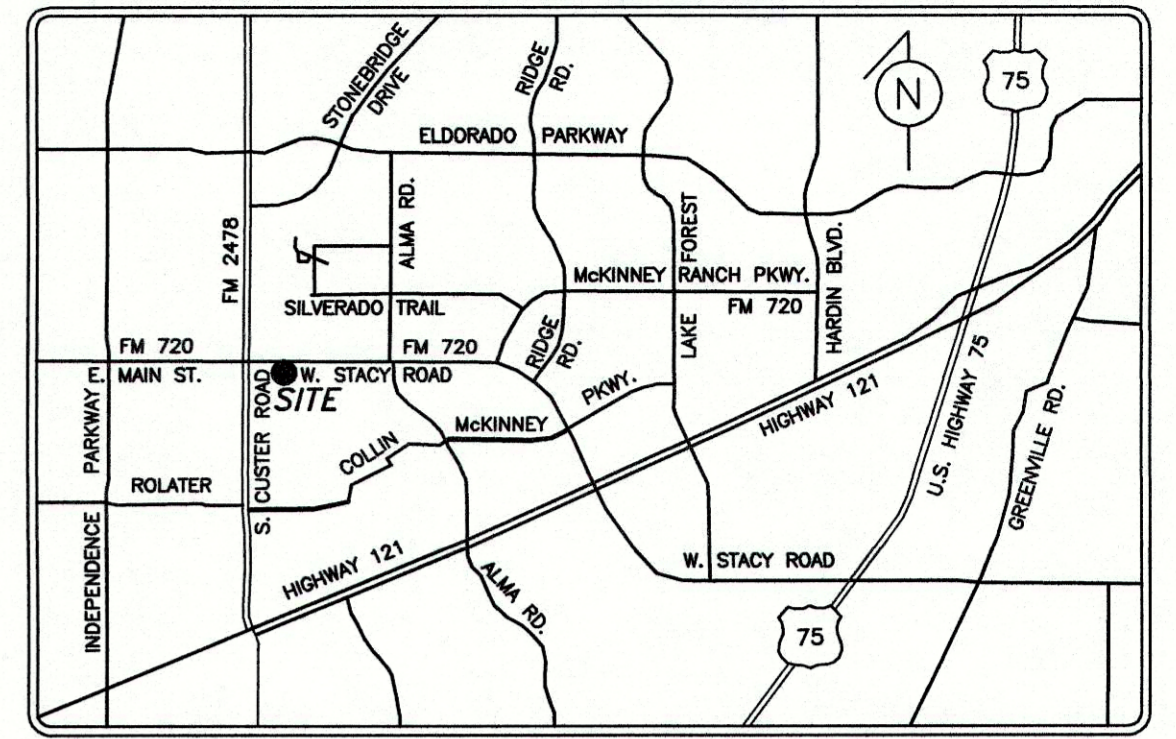 STONEBRIDGE
DRIVE
RIDGE
RD.
N
75
ELDORADO PARKWAY
ALMA RD.
FM 2478
FOREST
LAKE
HARDIN BLVD.
McKINNEY RANCH PKWY.
FM 720
SILVERADO TRAIL
FM 720
FM 720
RIDGE
RD.
E. MAIN ST.
W. STACY ROAD
SITE
S. CUSTER ROAD
INDEPENDENCE PARKWAY
ROLATER
COLLIN McKINNEY PKWY.
HIGHWAY 121
HIGHWAY 121
U.S. HIGHWAY 75
GREENVILLE RD.
W. STACY ROAD
ALMA RD.
75